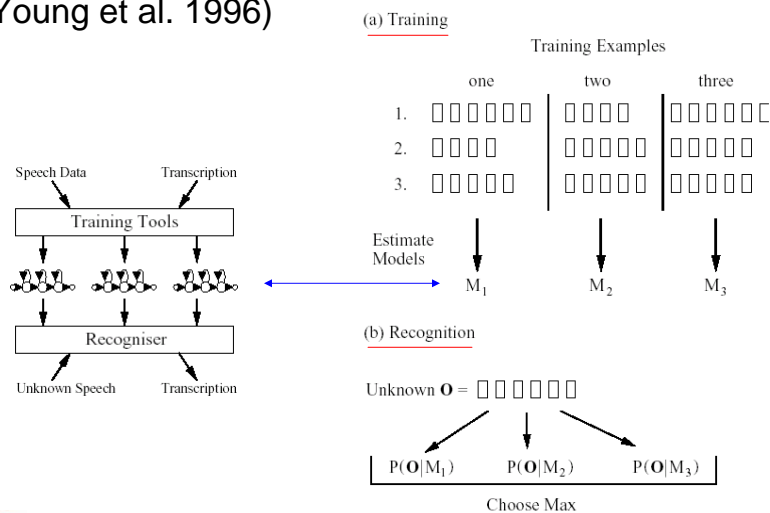 Young et al. 1996)
(a) Training
Training Examples
one two three
1.
2.
3.
Estimate
Models
M1 M2 M3
Speech Data Transcription
Training Tools
Recogniser
Unknown Speech Transcription
(b) Recognition
Unknown O =
P(O|M1) P(O|M2) P(O|M3)
Choose Max